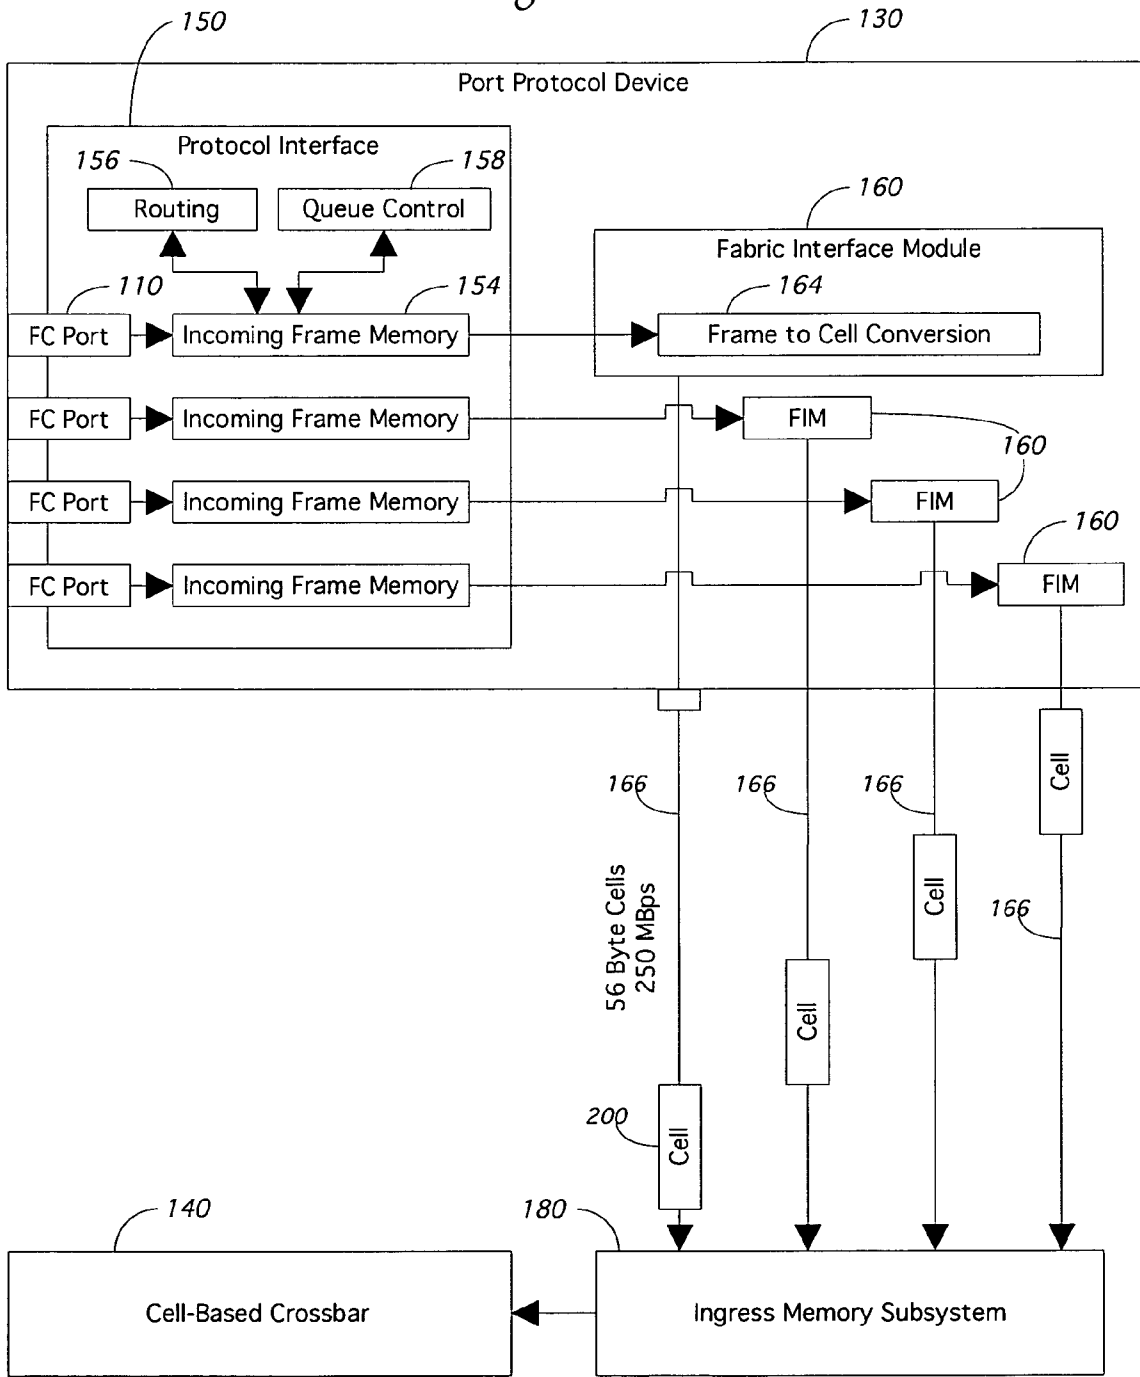 150
130
Port Protocol Device
Protocol Interface
156
158
160
Routing
Queue Control
Fabric Interface Module
110
154
164
FC Port
Incoming Frame Memory
Frame to Cell Conversion
FC Port
Incoming Frame Memory
FIM
160
FC Port
Incoming Frame Memory
FIM
160
FC Port
Incoming Frame Memory
FIM
Cell
166
166
166
Cell
166
56 Byte Cells
250 MBps
Cell
200
Cell
140
180
Cell-Based Crossbar
Ingress Memory Subsystem